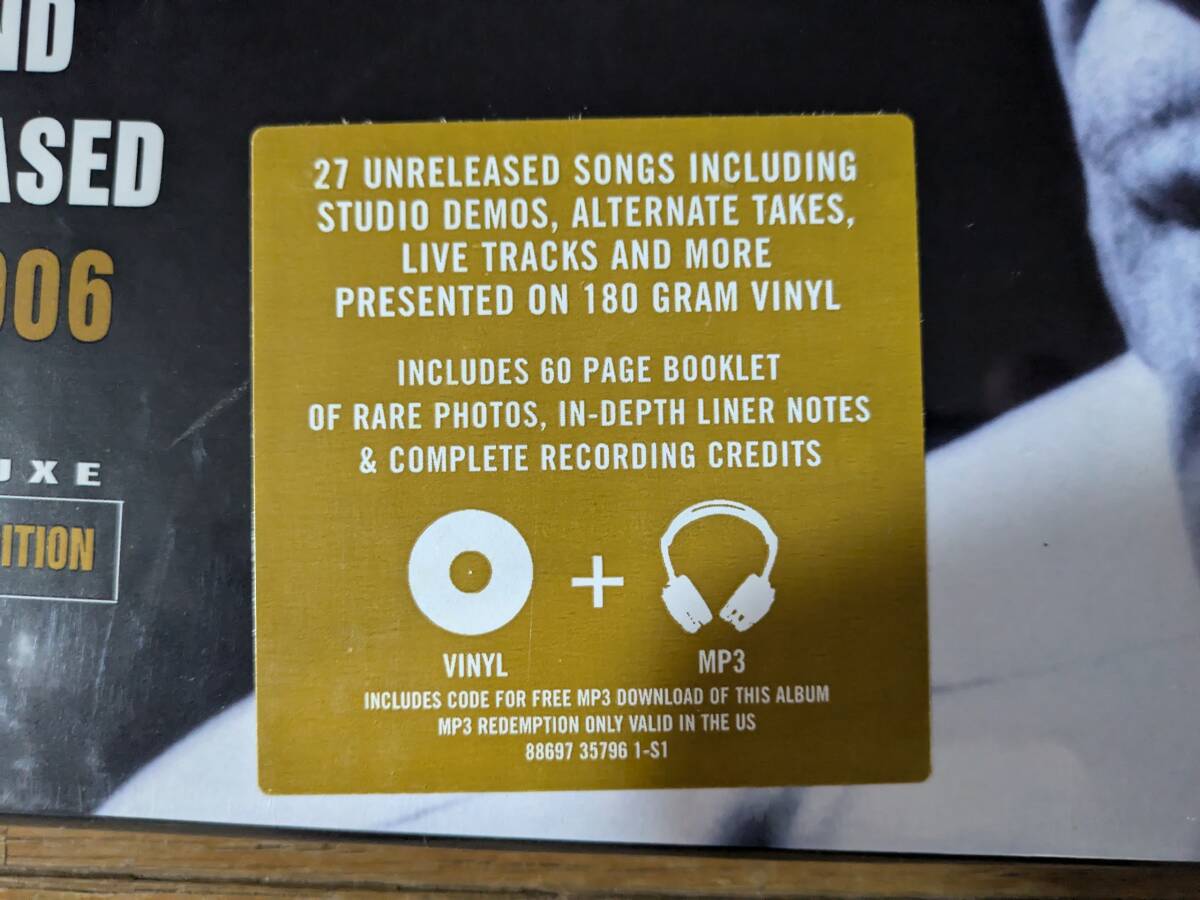 ND
ASED
006
UXE
ITION
27 UNRELEASED SONGS INCLUDING
STUDIO DEMOS, ALTERNATE TAKES,
LIVE TRACKS AND MORE
PRESENTED ON 180 GRAM VINYL
INCLUDES 60 PAGE BOOKLET
OF RARE PHOTOS, IN-DEPTH LINER NOTES
& COMPLETE RECORDING CREDITS
+
VINYL
MP3
INCLUDES CODE FOR FREE MP3 DOWNLOAD OF THIS ALBUM
MP3 REDEMPTION ONLY VALID IN THE US
88697 35796 1-S1